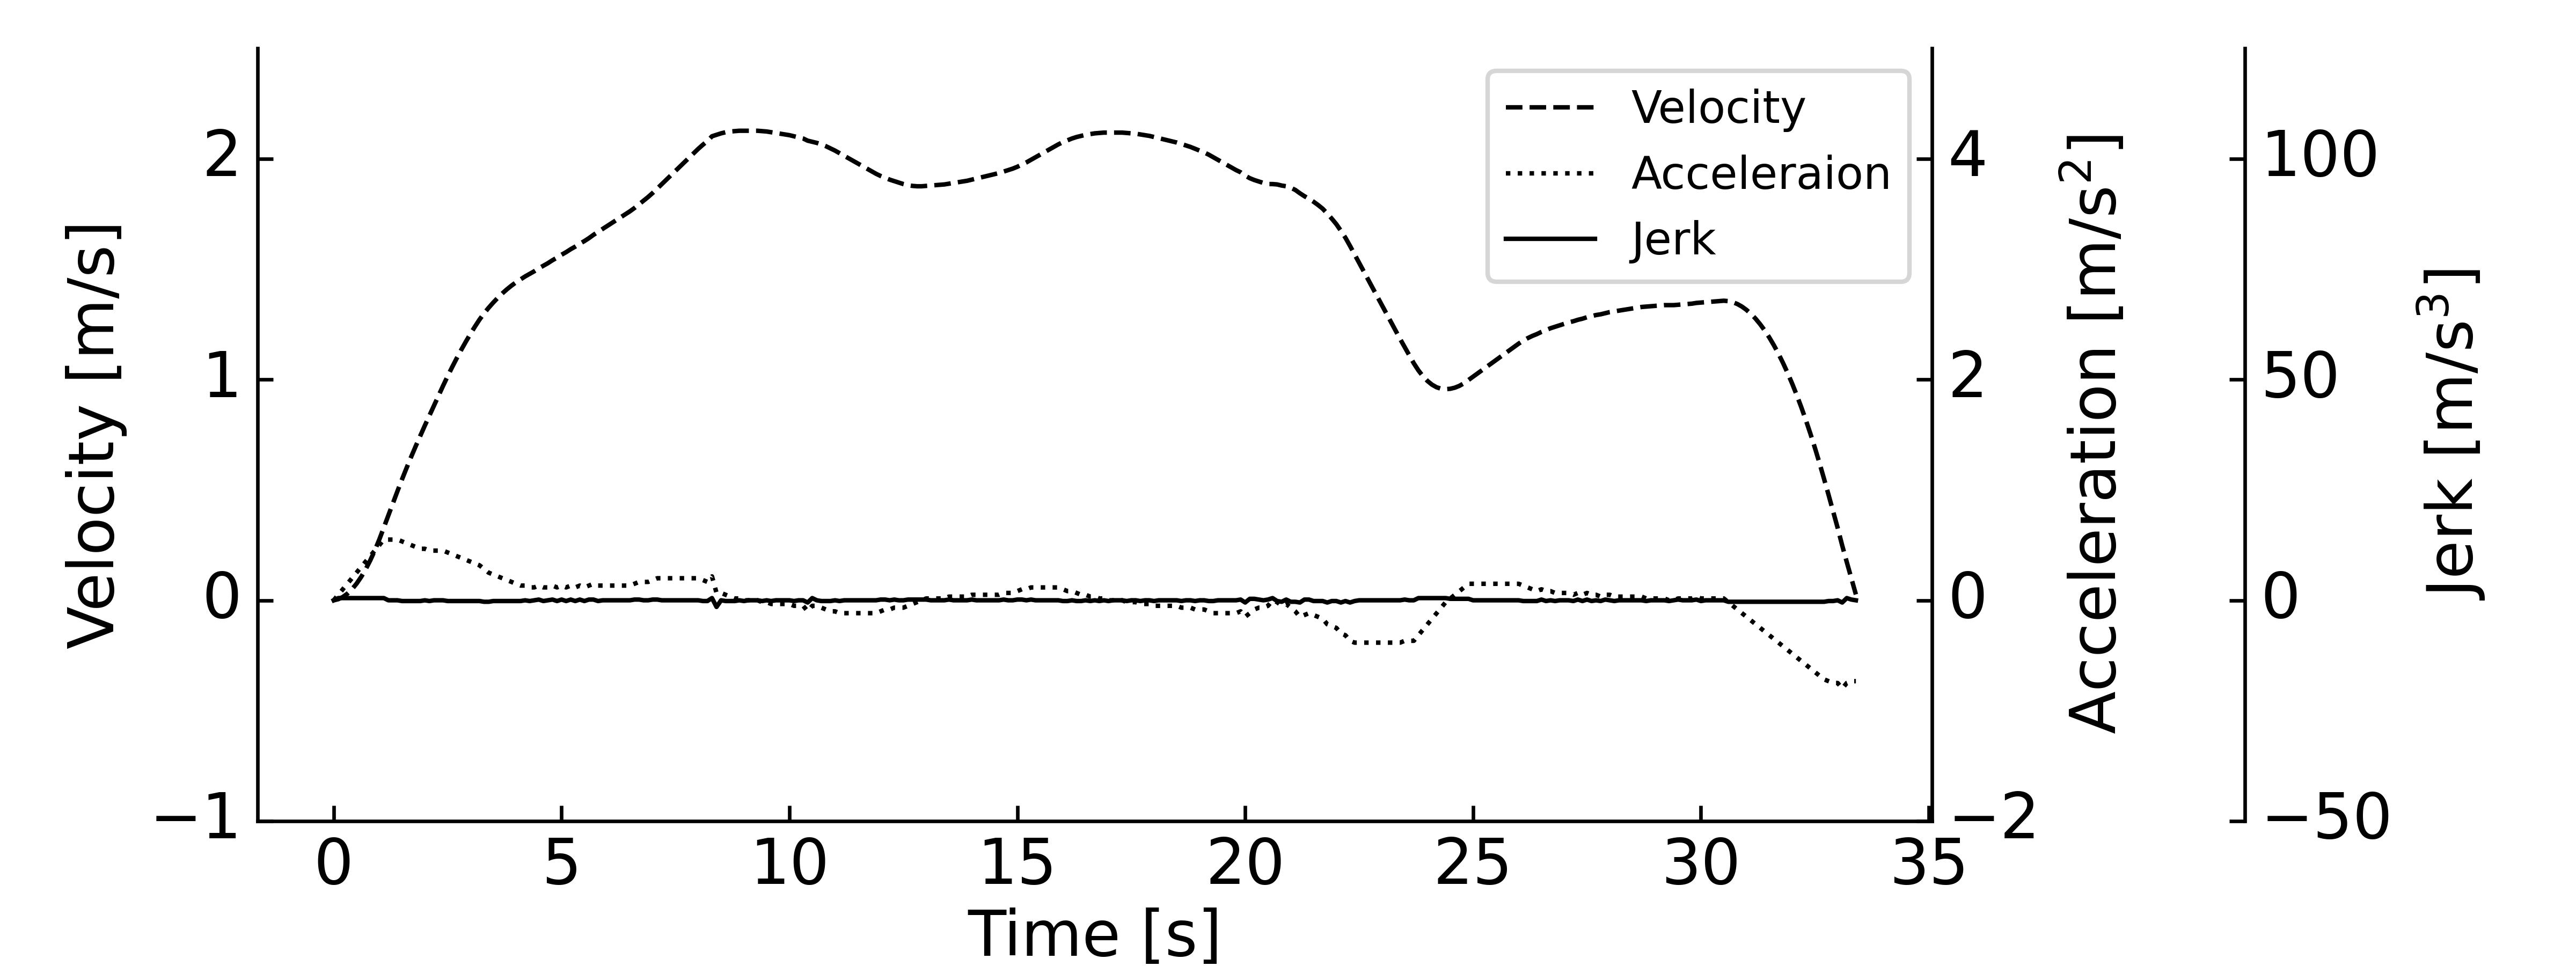 Velocity [m/s]
2
1
0
−1
0 5 10 15 20 25 30 35
Time [s]
Velocity
Acceleraion
Jerk
4
2
0
−2
Acceleration [m/s²]
100
50
0
−50
Jerk [m/s³]